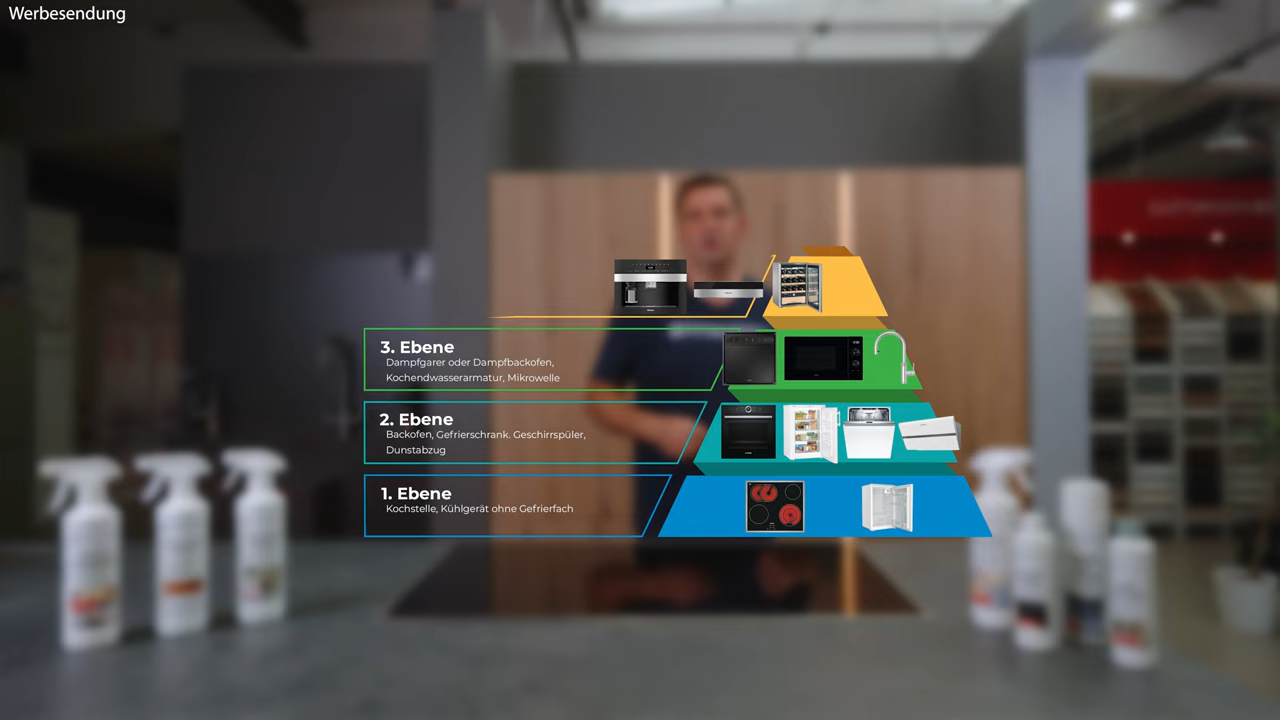 Werbesendung
3. Ebene
Dampfgarer oder Dampfbackofen,
Kochendwasserarmatur, Mikrowelle
2. Ebene
Backofen, Gefrierschrank. Geschirrspüler,
Dunstabzug
1. Ebene
Kochstelle, Kühlgerät ohne Gefrierfach